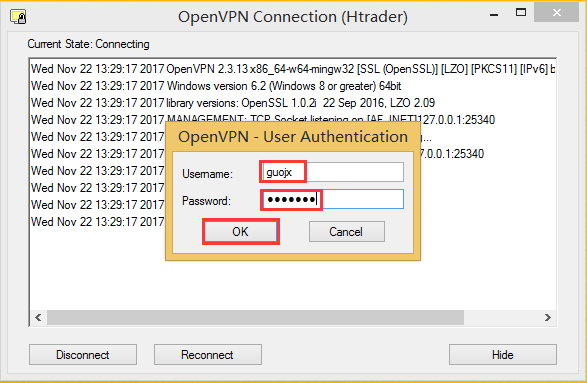 OpenVPN Connection (Htrader)
Current State: Connecting
Wed Nov 22 13:29:17 2017 OpenVPN 2.3.13 x86_64-w64-mingw32 [SSL (OpenSSL)] [LZO] [PKCS11] [IPv6] b
Wed Nov 22 13:29:17 2017 Windows version 6.2 (Windows 8 or greater) 64bit
Wed Nov 22 13:29:17 2017 library versions: OpenSSL 1.0.2i 22 Sep 2016, LZO 2.09
Wed Nov 22 13:29:17 2017 MANAGEMENT: TCP Socket listening on [AF_INET]127.0.0.1:25340
Wed Nov 22 13:29:17 2017
Wed Nov 22 13:29:17 2017 7.0.0.1:25340
Wed Nov 22 13:29:17 2017
Wed Nov 22 13:29:17 2017
Wed Nov 22 13:29:17 2017
OpenVPN - User Authentication
Username: guojx
Password: ●●●●●●●
OK Cancel
Disconnect Reconnect Hide